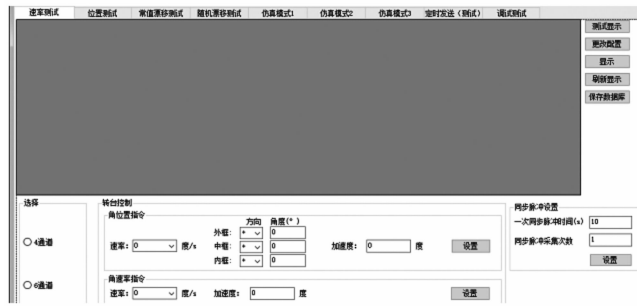 速率测试 位置测试 常值漂移测试 随机漂移测试 仿真模式1 仿真模式2 仿真模式3 定时发送（测试） 调试测试
测试显示
更改配置
显示
刷新显示
保存数据库
选择
4通道
6通道
转台控制
角位置指令
方向 角度(°)
外框: * 0
速率: 0 度/s 中框: * 0 加速度: 0 度 设置
内框: * 0
角速率指令
速率: 0 度/s 加速度: 0 度 设置
同步脉冲设置
一次同步脉冲时间(s) 10
同步脉冲采集次数 1
设置